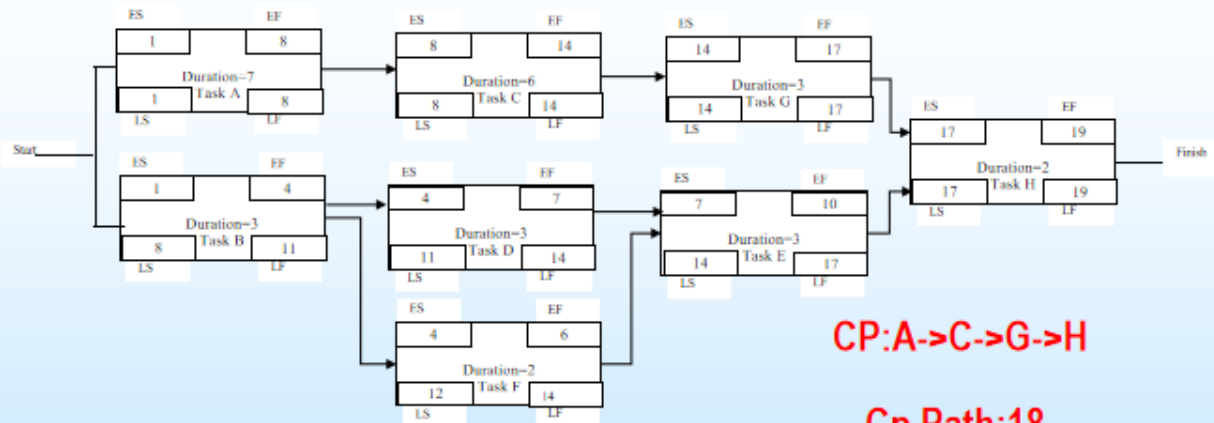 ES EF
1 8
Duration=7
Task A
1 8
LS LF
ES EF
8 14
Duration=6
Task C
8 14
LS LF
ES EF
14 17
Duration=3
Task G
14 17
LS LF
ES EF
17 19
Duration=2
Task H
17 19
LS LF
Start
Finish
ES EF
1 4
Duration=3
Task B
8 11
LS LF
ES EF
4 7
Duration=3
Task D
11 14
LS LF
ES EF
7 10
Duration=3
Task E
14 17
LS LF
ES EF
4 6
Duration=2
Task F
12 14
LS LF
CP:A->C->G->H
Cp Path:18